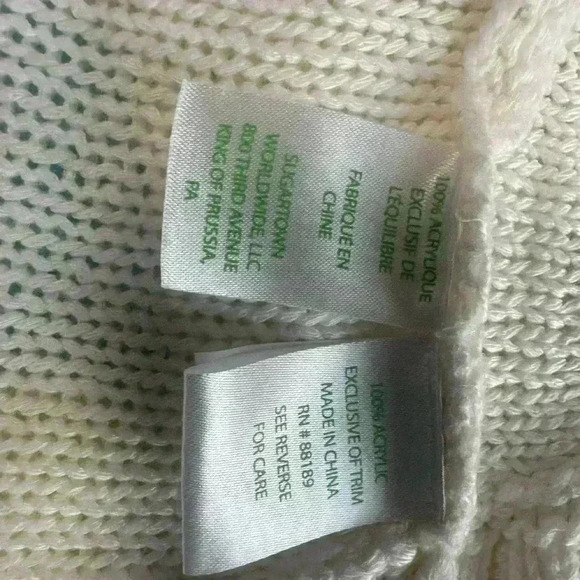 100% ACRYLIQUE
EXCLUSIF DE
L'ÉQUILIBRE
FABRIQUÉ EN
CHINE
SUGARTOWN
WORLDWIDE, LLC
800 THIRD AVENUE
KING OF PRUSSIA,
PA
100% ACRYLIC
EXCLUSIVE OF TRIM
MADE IN CHINA
RN # 88189
SEE REVERSE
FOR CARE